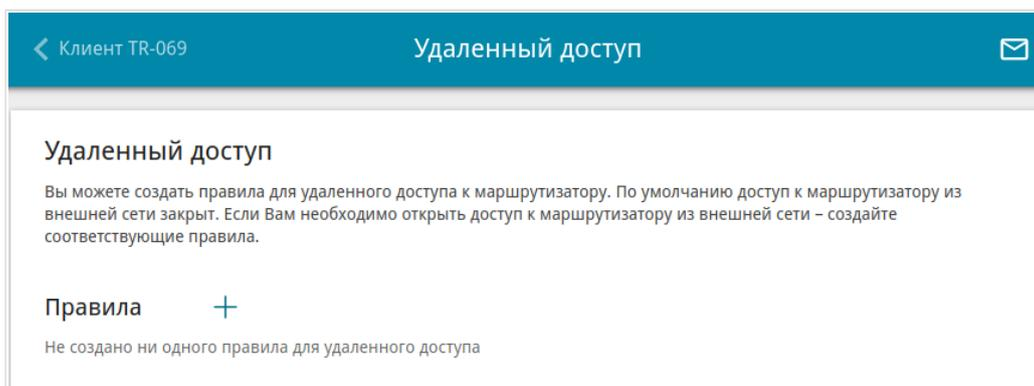 Клиент TR-069
Удаленный доступ
Удаленный доступ
Вы можете создать правила для удаленного доступа к маршрутизатору. По умолчанию доступ к маршрутизатору из
внешней сети закрыт. Если Вам необходимо открыть доступ к маршрутизатору из внешней сети – создайте
соответствующие правила.
Правила
Не создано ни одного правила для удаленного доступа